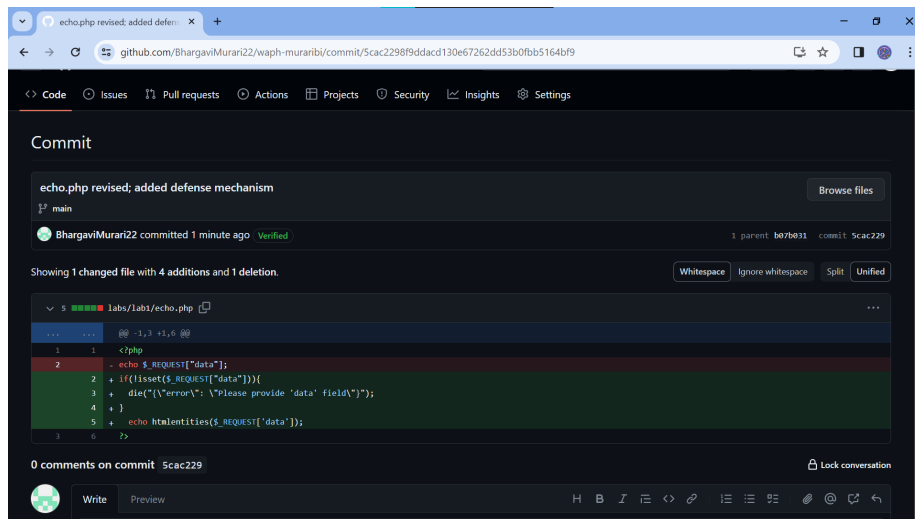 echo.php revised; added defens
github.com/BhargaviMurari22/waph-muraribi/commit/5cac2298f9ddacd130e67262dd53b0fbb5164bf9
<> Code Issues Pull requests Actions Projects Security Insights Settings
Commit
echo.php revised; added defense mechanism Browse files
main
BhargaviMurari22 committed 1 minute ago Verified 1 parent b07b031 commit 5cac229
Showing 1 changed file with 4 additions and 1 deletion. Whitespace Ignore whitespace Split Unified
5 labs/lab1/echo.php ...
... ... @@ -1,3 +1,6 @@
1 1 <?php
2 - echo $_REQUEST["data"];
2 + if(!isset($_REQUEST["data"])){
3 + die("{\"error\": \"Please provide 'data' field\"}");
4 + }
5 + echo htmlentities($_REQUEST['data']);
3 6 ?>
0 comments on commit 5cac229 Lock conversation
Write Preview H B I